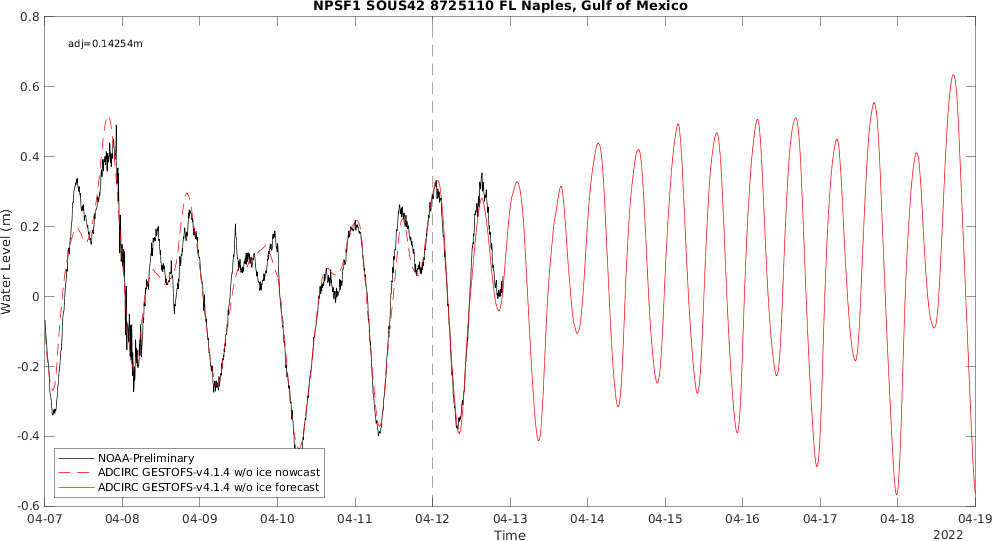 NPSF1 SOUS42 8725110 FL Naples, Gulf of Mexico
adj=0.14254m
0.8
0.6
0.4
0.2
0
-0.2
-0.4
-0.6
Water Level (m)
NOAA-Preliminary
ADCIRC GESTOFS-v4.1.4 w/o ice nowcast
ADCIRC GESTOFS-v4.1.4 w/o ice forecast
04-07 04-08 04-09 04-10 04-11 04-12 04-13 04-14 04-15 04-16 04-17 04-18 04-19
Time
2022